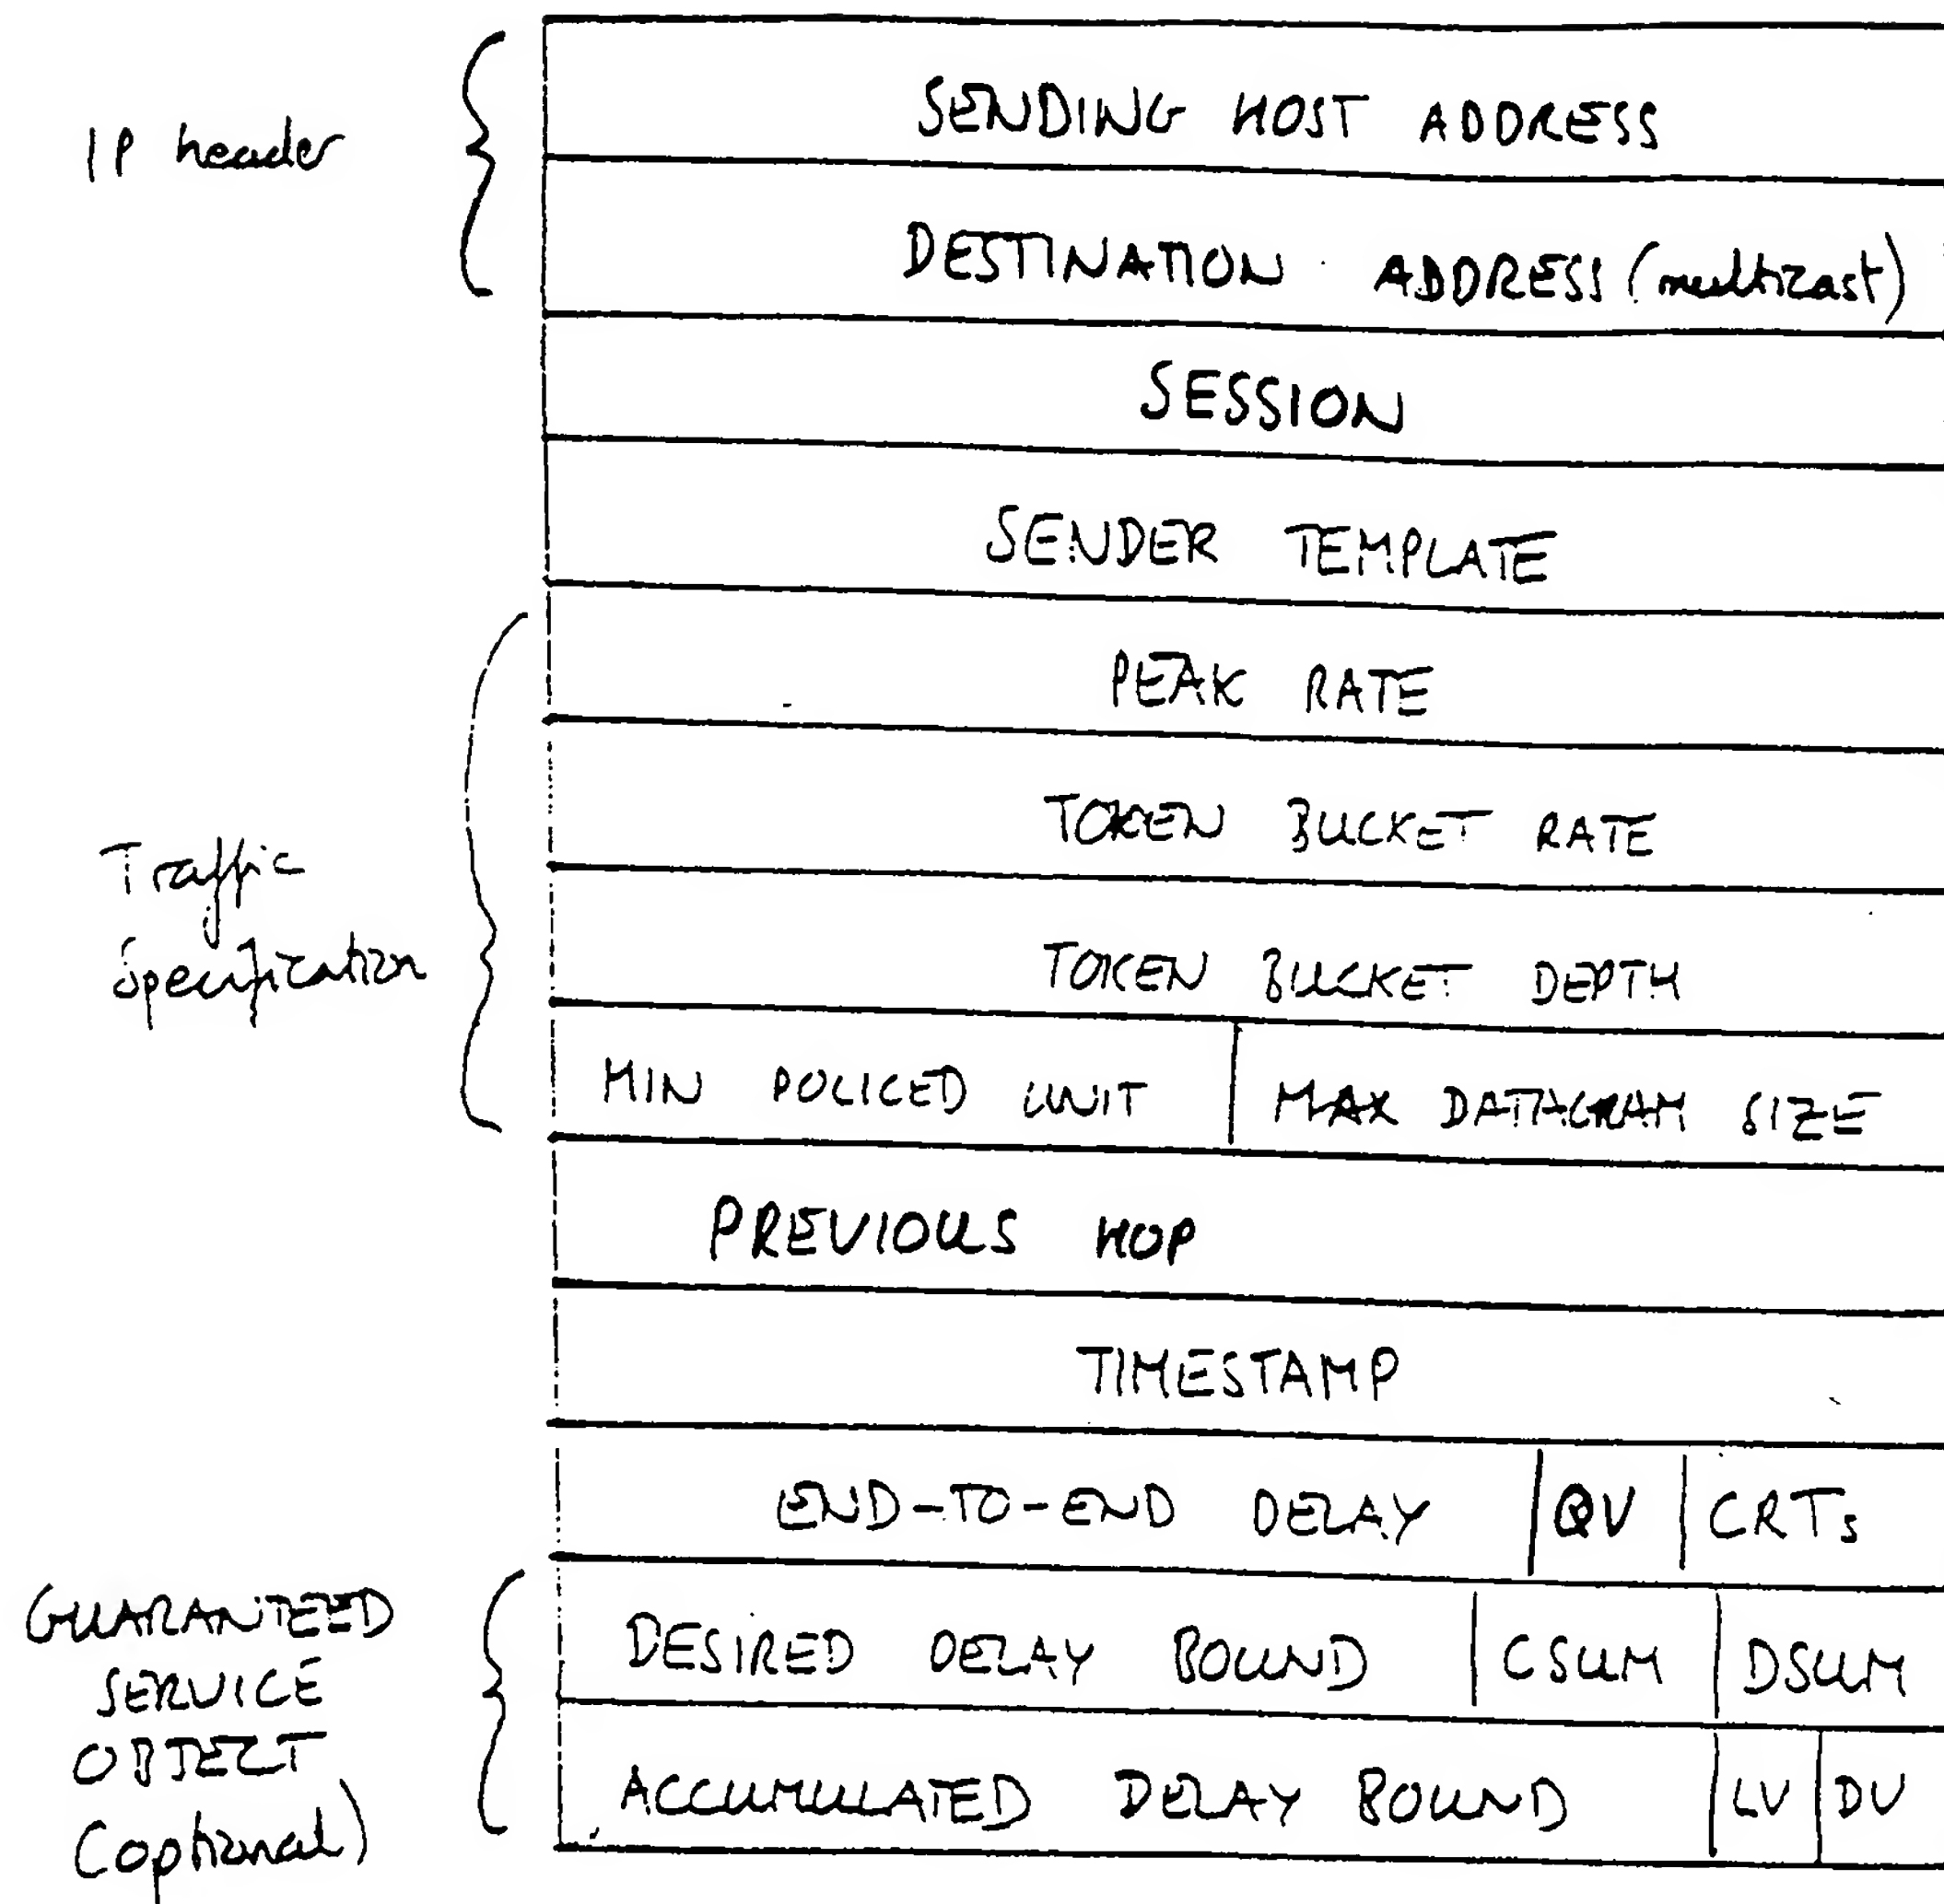 SENDING HOST ADDRESS
IP header
DESTINATION ADDRESS (multicast)
SESSION
SENDER TEMPLATE
PEAK RATE
TOKEN BUCKET RATE
Traffic
Specification
TOKEN BUCKET DEPTH
MIN POLICED UNIT MAX DATAGRAM SIZE
PREVIOUS HOP
TIMESTAMP
END-TO-END DELAY QV CRTs
GUARANTEED
SERVICE
OBJECT
(optional)
DESIRED DELAY BOUND CSUM DSUM
ACCUMULATED DELAY BOUND LV DV